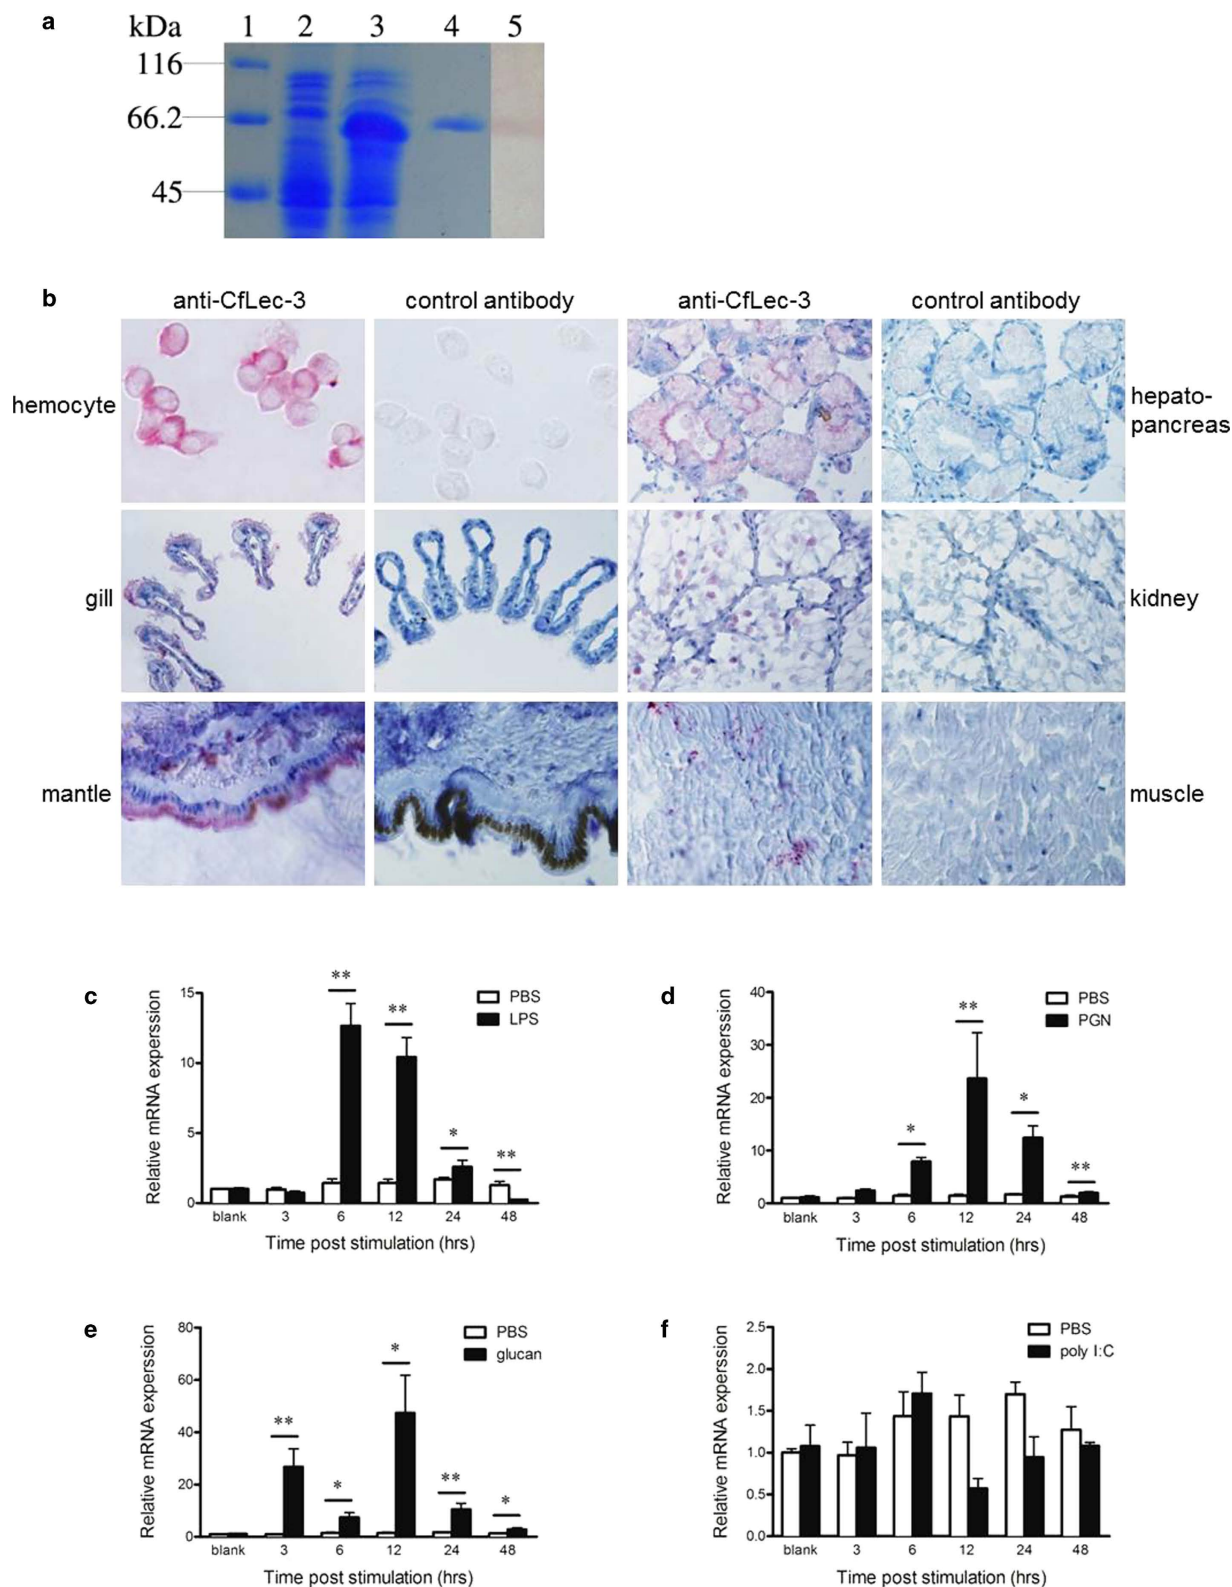 a
kDa 1 2 3 4 5
116
66.2
45
b
anti-CfLec-3 control antibody anti-CfLec-3 control antibody
hemocyte
hepato-
pancreas
gill
kidney
mantle
muscle
c
Relative mRNA experssion
15
10
5
0
**
**
*
**
PBS
LPS
blank 3 6 12 24 48
Time post stimulation (hrs)
d
Relative mRNA experssion
40
30
20
10
0
*
**
*
**
PBS
PGN
blank 3 6 12 24 48
Time post stimulation (hrs)
e
Relative mRNA experssion
80
60
40
20
0
**
*
*
**
*
PBS
glucan
blank 3 6 12 24 48
Time post stimulation (hrs)
f
Relative mRNA experssion
2.5
2.0
1.5
1.0
0.5
0.0
PBS
poly I:C
blank 3 6 12 24 48
Time post stimulation (hrs)